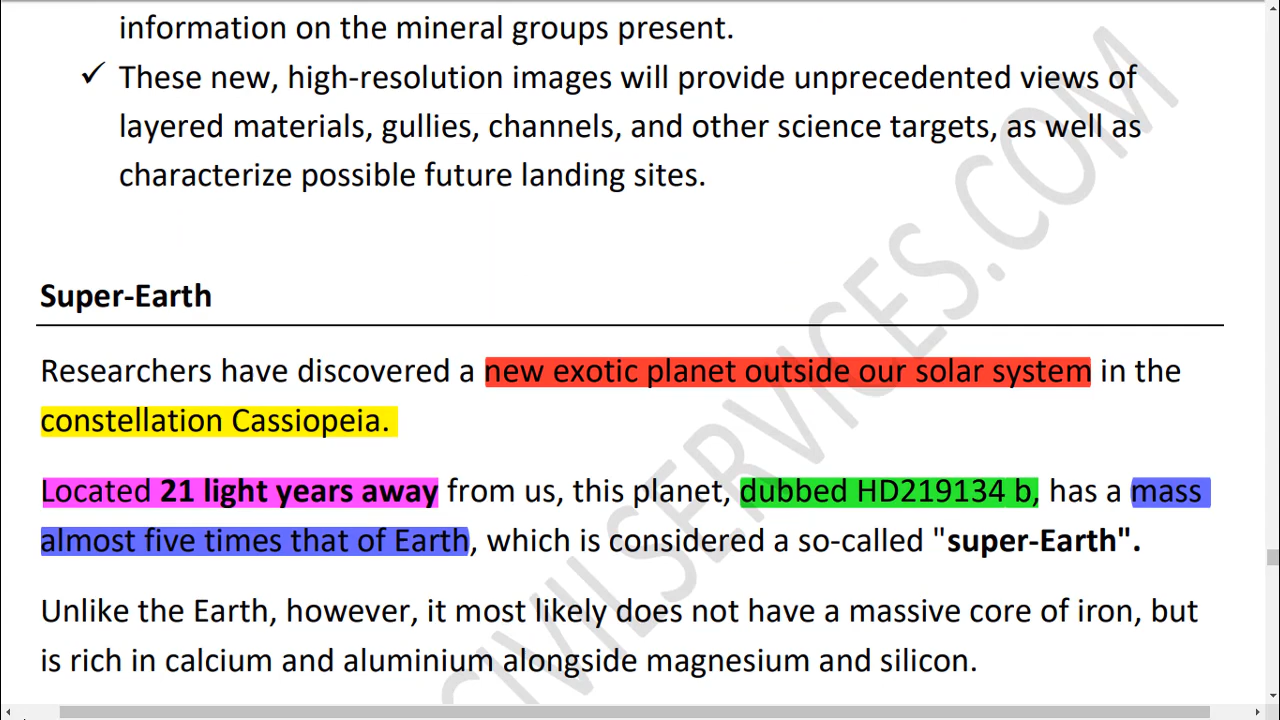 information on the mineral groups present.
✓ These new, high-resolution images will provide unprecedented views of
layered materials, gullies, channels, and other science targets, as well as
characterize possible future landing sites.
Super-Earth
Researchers have discovered a new exotic planet outside our solar system in the
constellation Cassiopeia.
Located 21 light years away from us, this planet, dubbed HD219134 b, has a mass
almost five times that of Earth, which is considered a so-called "super-Earth".
Unlike the Earth, however, it most likely does not have a massive core of iron, but
is rich in calcium and aluminium alongside magnesium and silicon.
CIVILSERVICES.COM